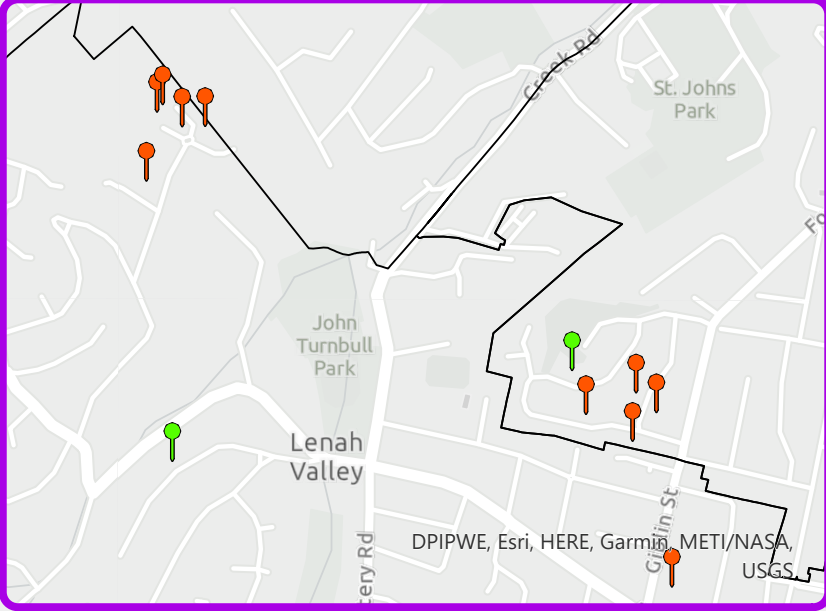 Creek Rd
St. Johns
Park
John
Turnbull
Park
Lenah
Valley
DPIPWE, Esri, HERE, Garmin, METI/NASA,
USGS
Giblin St